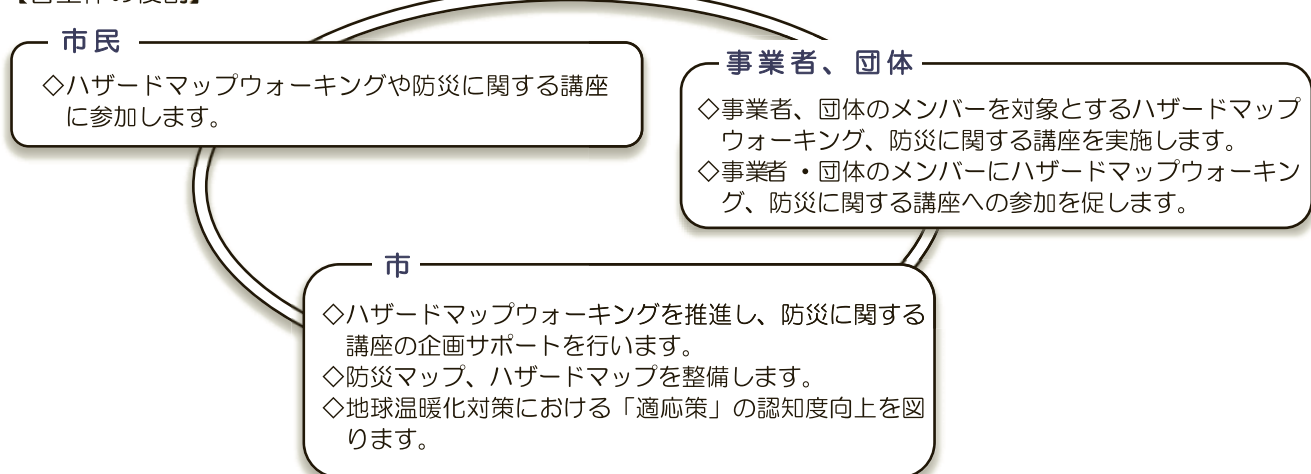 市民
◇ハザードマップウォーキングや防災に関する講座
に参加します。
事業者、団体
◇事業者、団体のメンバーを対象とするハザードマップ
ウォーキング、防災に関する講座を実施します。
◇事業者・団体のメンバーにハザードマップウォーキン
グ、防災に関する講座への参加を促します。
市
◇ハザードマップウォーキングを推進し、防災に関する
講座の企画サポートを行います。
◇防災マップ、ハザードマップを整備します。
◇地球温暖化対策における「適応策」の認知度向上を図
ります。